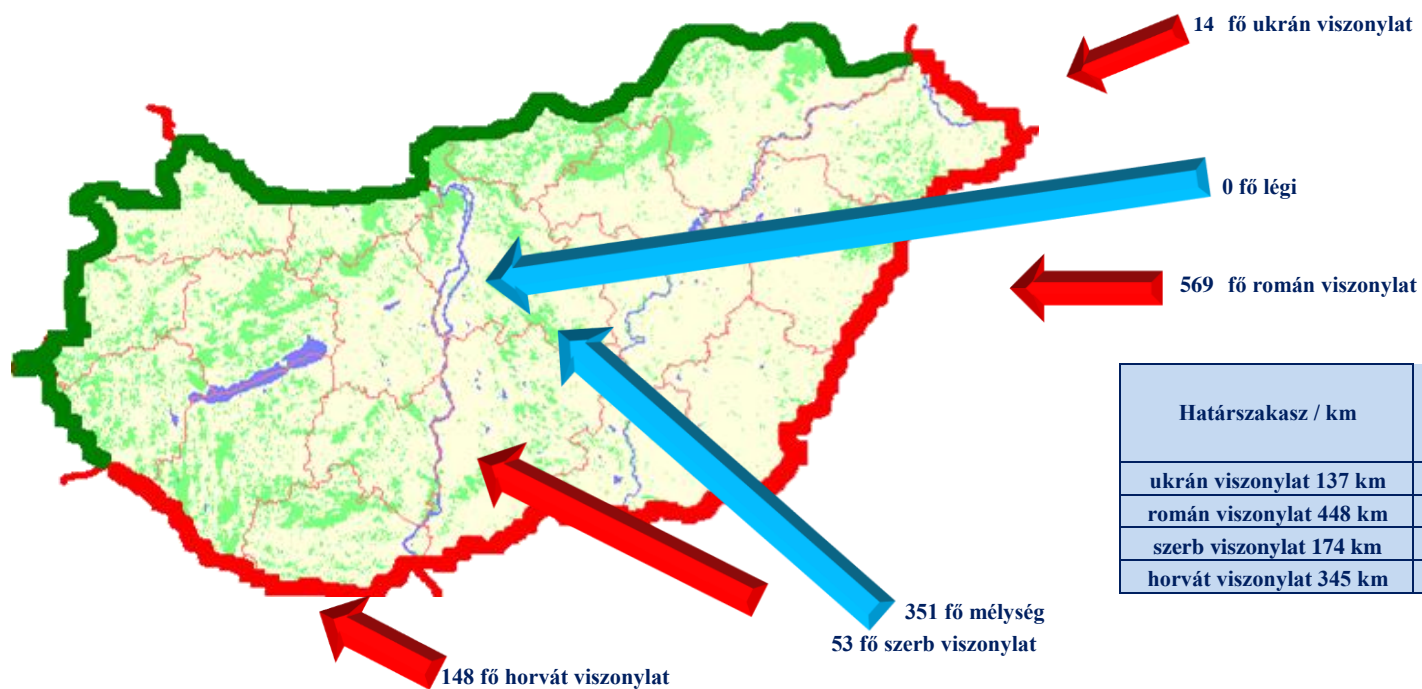 14 fő ukrán viszonylat
0 fő légi
569 fő román viszonylat
Határszakasz / km
ukrán viszonylat 137 km
román viszonylat 448 km
szerb viszonylat 174 km
horvát viszonylat 345 km
351 fő mélység
53 fő szerb viszonylat
148 fő horvát viszonylat